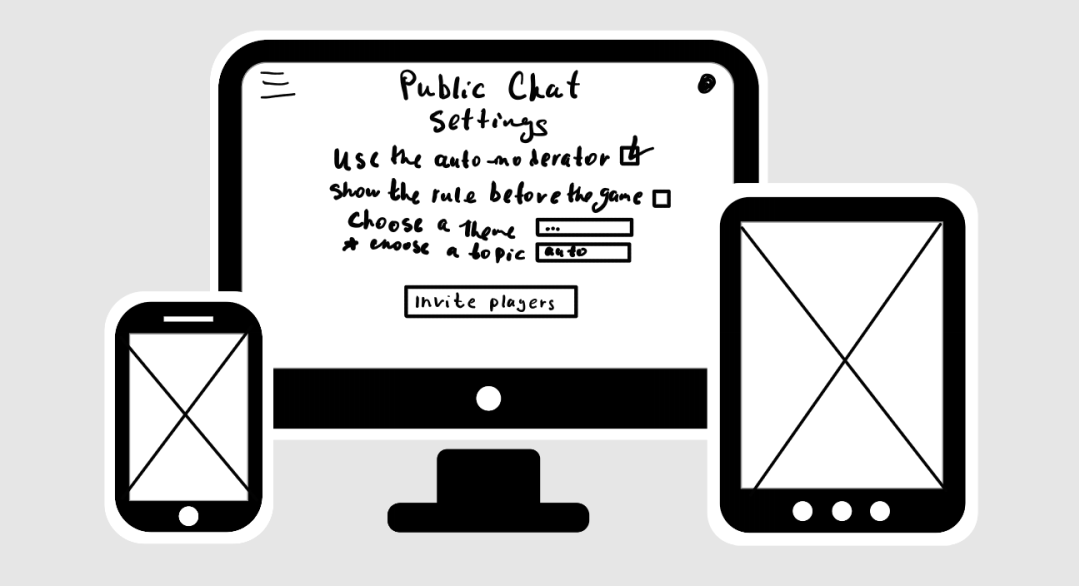 Public Chat
Settings
Use the auto-moderator
Show the rule before the game
Choose a Theme ...
* choose a topic auto
Invite players